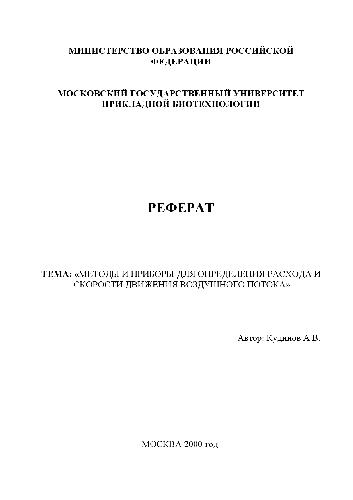 МИНИСТЕРСТВО ОБРАЗОВАНИЯ РОССИЙСКОЙ
ФЕДЕРАЦИИ
МОСКОВСКИЙ ГОСУДАРСТВЕННЫЙ УНИВЕРСИТЕТ
ПРИКЛАДНОЙ БИОТЕХНОЛОГИИ
РЕФЕРАТ
ТЕМА: «МЕТОДЫ И ПРИБОРЫ ДЛЯ ОПРЕДЕЛЕНИЯ РАСХОДА И
СКОРОСТИ ДВИЖЕНИЯ ВОЗДУШНОГО ПОТОКА»
Автор: Кудинов А.В.
МОСКВА 2000 год